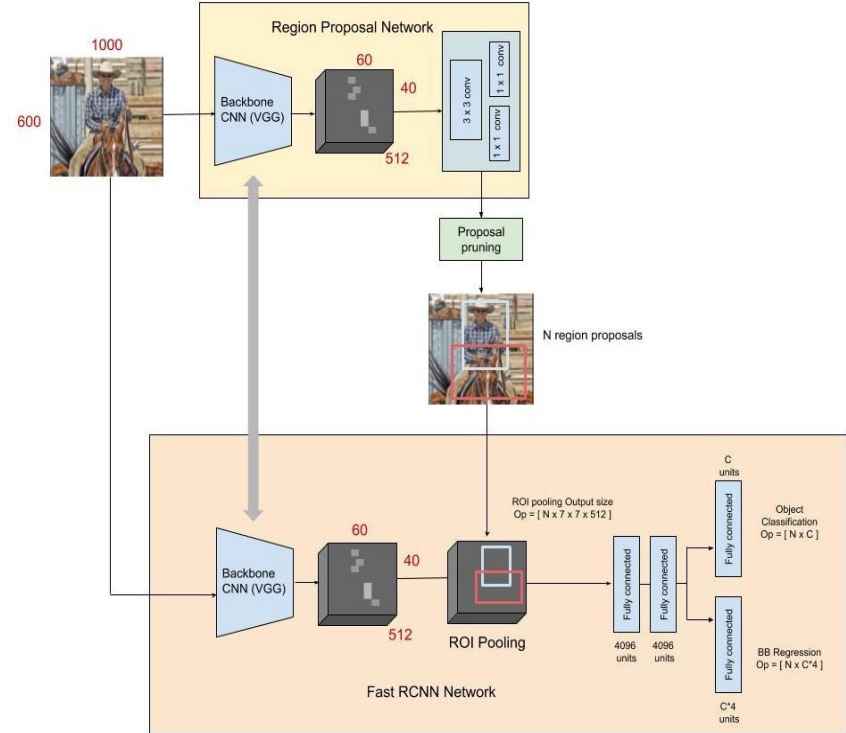 Region Proposal Network
1000
600
Backbone
CNN (VGG)
60
40
512
3 x 3 conv
1 x 1 conv
1 x 1 conv
Proposal
pruning
N region proposals
Backbone
CNN (VGG)
60
40
512
ROI pooling Output size
Op = [ N x 7 x 7 x 512 ]
ROI Pooling
Fully connected
4096
units
Fully connected
4096
units
C
units
Fully connected
Object
Classification
Op = [ N x C ]
Fully connected
C*4
units
BB Regression
Op = [ N x C*4 ]
Fast RCNN Network